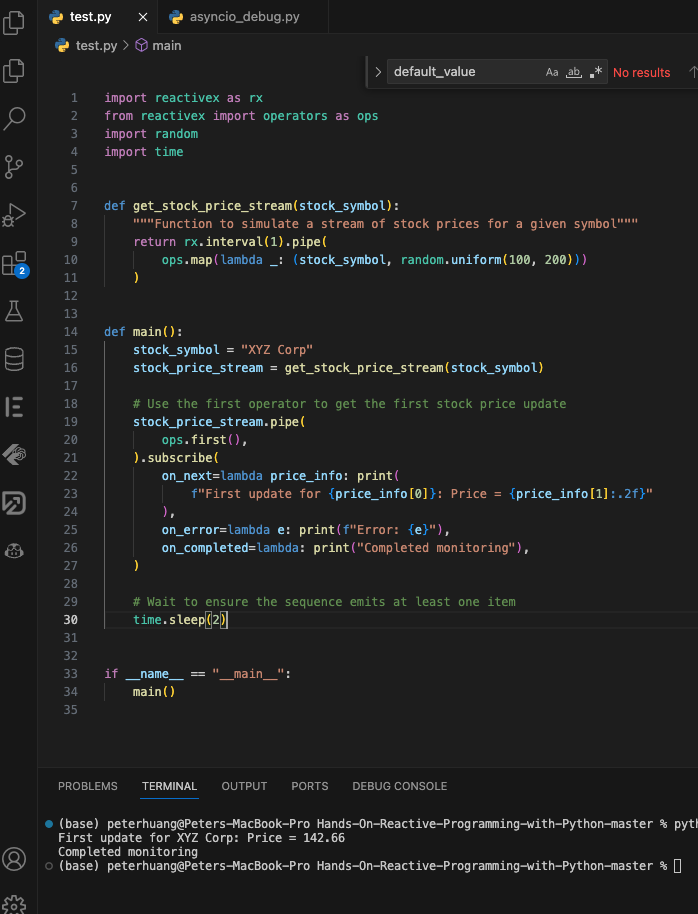 test.py
asyncio_debug.py
test.py > main
default_value Aa ab .* No results
1 import reactivex as rx
2 from reactivex import operators as ops
3 import random
4 import time
5
6
7 def get_stock_price_stream(stock_symbol):
8     """Function to simulate a stream of stock prices for a given symbol"""
9     return rx.interval(1).pipe(
10         ops.map(lambda _: (stock_symbol, random.uniform(100, 200)))
11     )
12
13
14 def main():
15     stock_symbol = "XYZ Corp"
16     stock_price_stream = get_stock_price_stream(stock_symbol)
17
18     # Use the first operator to get the first stock price update
19     stock_price_stream.pipe(
20         ops.first(),
21     ).subscribe(
22         on_next=lambda price_info: print(
23             f"First update for {price_info[0]}: Price = {price_info[1]:.2f}"
24         ),
25         on_error=lambda e: print(f"Error: {e}"),
26         on_completed=lambda: print("Completed monitoring"),
27     )
28
29     # Wait to ensure the sequence emits at least one item
30     time.sleep(2)
31
32
33 if __name__ == "__main__":
34     main()
35
2
PROBLEMS TERMINAL OUTPUT PORTS DEBUG CONSOLE
(base) peterhuang@Peters-MacBook-Pro Hands-On-Reactive-Programming-with-Python-master % pyth
First update for XYZ Corp: Price = 142.66
Completed monitoring
(base) peterhuang@Peters-MacBook-Pro Hands-On-Reactive-Programming-with-Python-master %